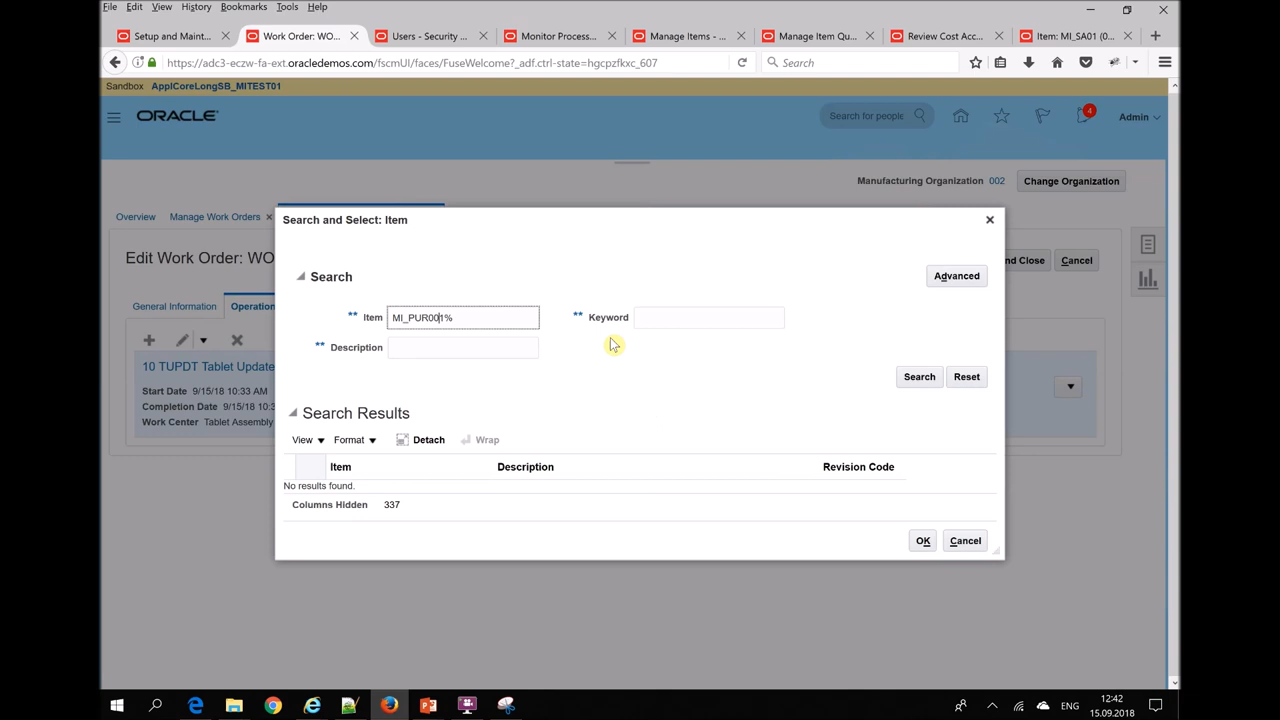 File Edit View History Bookmarks Tools Help
Setup and Maint... × Work Order: WO... × Users - Security ... × Monitor Process... × Manage Items - ... × Manage Item Qu... × Review Cost Acc... × Item: MI_SA01 (... ×
https://adc3-eczw-fa-ext.oracledemos.com/fscmUI/faces/FuseWelcome?_adf.ctrl-state=hgcpzfkxc_607 Search
Sandbox ApplCoreLongSB_MITEST01
ORACLE Search for people 4 Admin
Manufacturing Organization 002 Change Organization
Overview Manage Work Orders ×
Search and Select: Item
Edit Work Order: WO nd Close Cancel
Search Advanced
General Information Operation
** Item MI_PUR001% ** Keyword
** Description
10 TUPDT Tablet Update
Search Reset
Start Date 9/15/18 10:33 AM
Completion Date 9/15/18 10:3
Work Center Tablet Assembly
Search Results
View Format Detach Wrap
Item Description Revision Code
No results found.
Columns Hidden 337
OK Cancel
ENG 12:42
15.09.2018